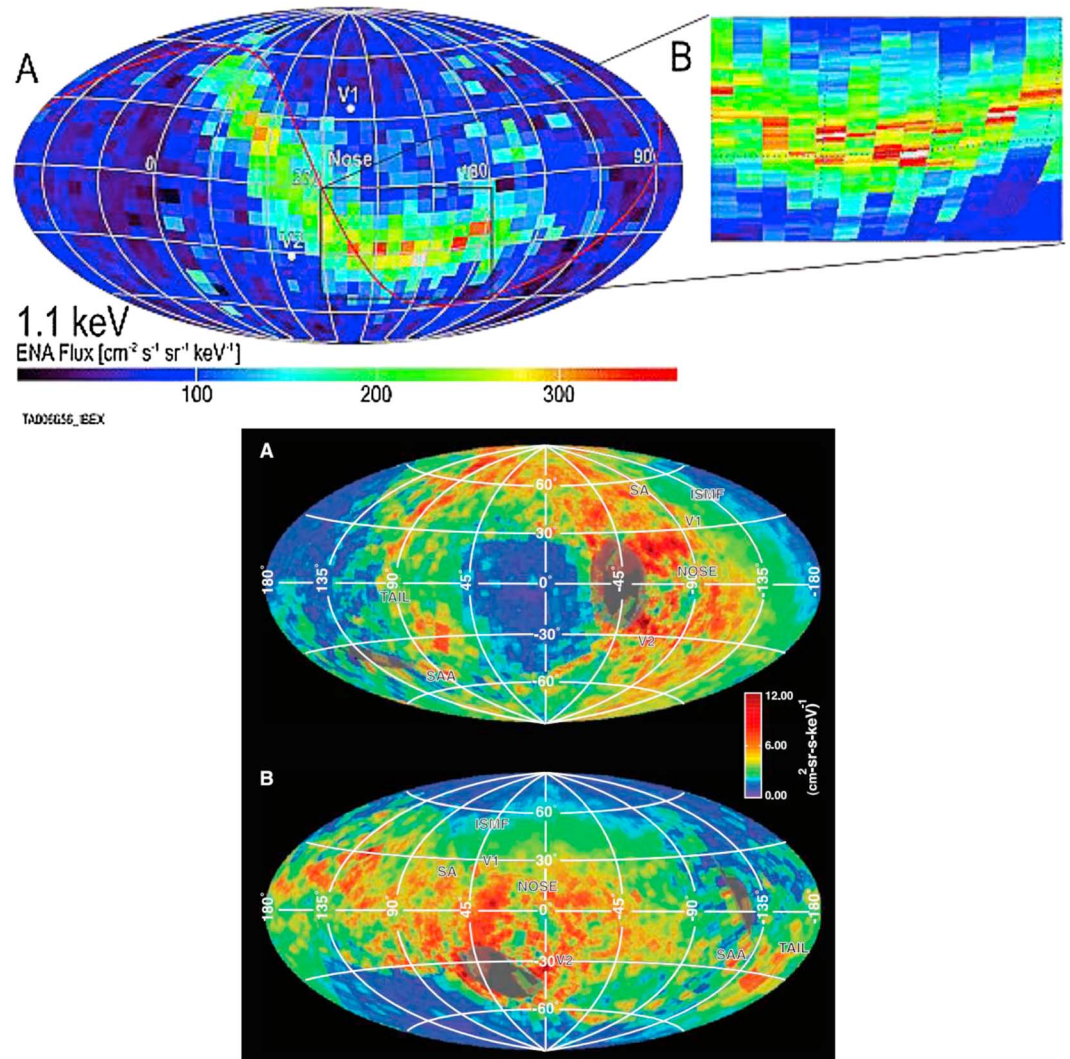 A
B
V1
Nose
0
180
90
V2
1.1 keV
ENA Flux [cm⁻² s⁻¹ sr⁻¹ keV⁻¹]
100 200 300
A
60°
SA
ISMF
30
V1
180°
-135°
-90
45°
0°
-45°
NOSE
-90
-135°
-180°
TAIL
-30
V2
SAA
-60
12.00
6.00
0.00
(cm²-sr-s-keV)⁻¹
B
60
ISMF
30
V1
SA
NOSE
180°
135°
90
45
0°
-45
-90
-135°
-180°
-30
V2
SAA
TAIL
-60°